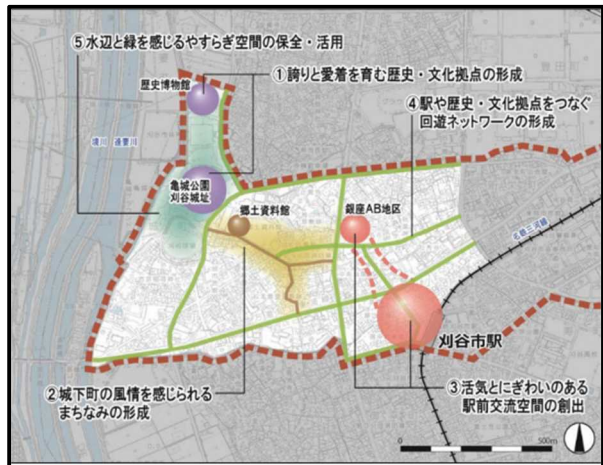 ⑤水辺と緑を感じるやすらぎ空間の保全・活用
①誇りと愛着を育む歴史・文化拠点の形成
歴史博物館
④駅や歴史・文化拠点をつなぐ
回遊ネットワークの形成
境川 逢妻川
亀城公園
刈谷城址
郷土資料館
銀座AB地区
名鉄三河線
刈谷市駅
②城下町の風情を感じられる
まちなみの形成
③活気とにぎわいのある
駅前交流空間の創出
0 500m